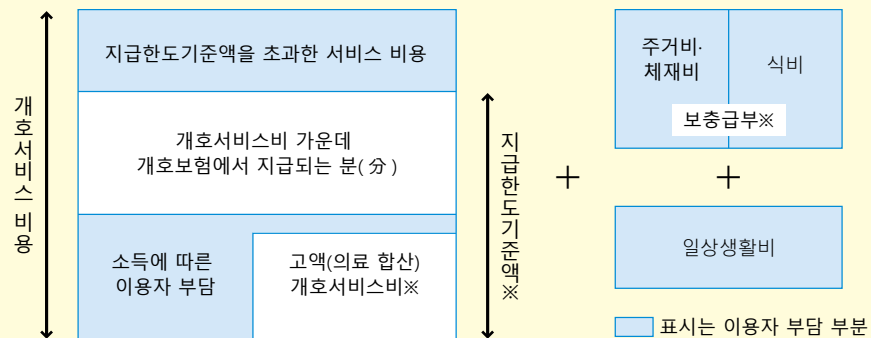 개호서비스 비용
지급한도기준액을 초과한 서비스 비용
개호서비스비 가운데
개호보험에서 지급되는 분( 分 )
소득에 따른
이용자 부담
고액(의료 합산)
개호서비스비※
지급한도기준액※
+
주거비·
체재비
식비
보충급부※
+
일상생활비
표시는 이용자 부담 부분